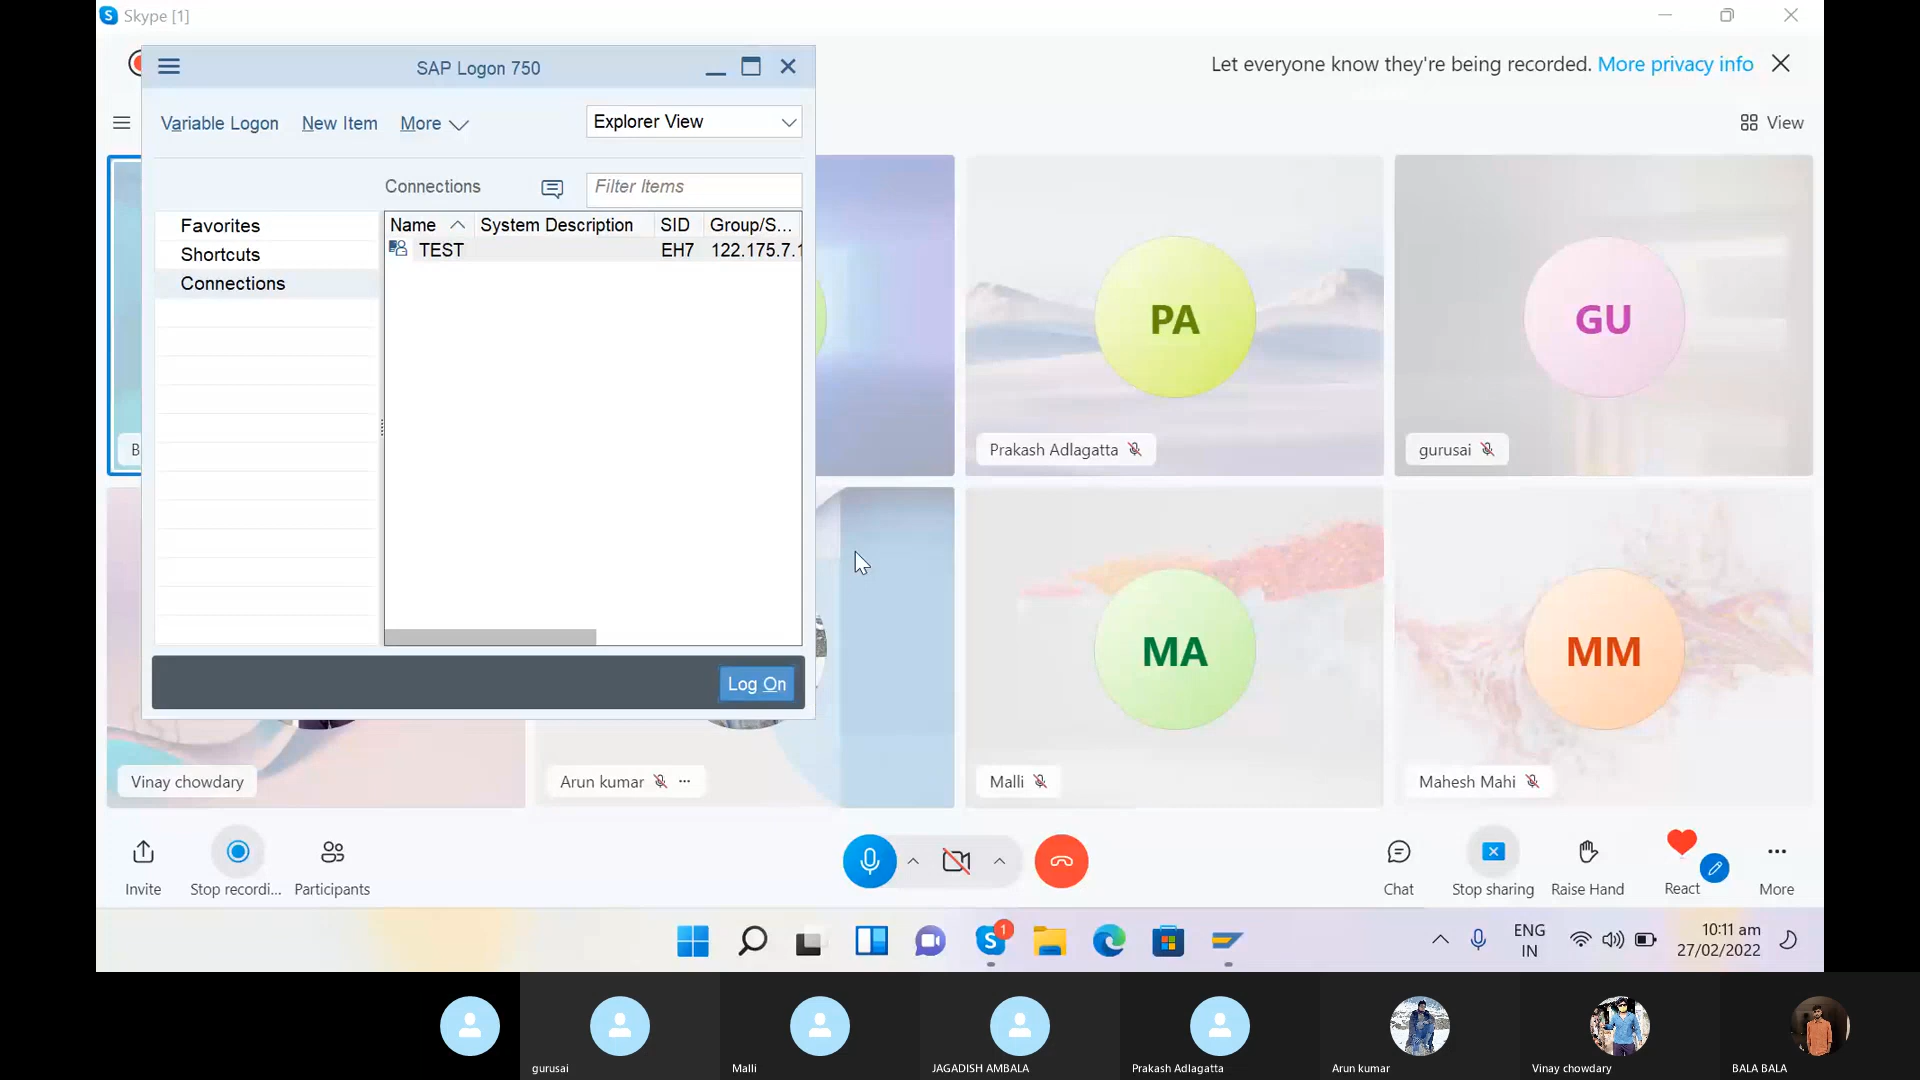 Skype [1]
Let everyone know they're being recorded. More privacy info
SAP Logon 750
Variable Logon New Item More
Explorer View
View
Connections
Filter Items
Favorites
Shortcuts
Connections
Name System Description SID Group/S...
TEST EH7 122.175.7.1
PA
GU
B
Prakash Adlagatta
gurusai
MA
MM
Log On
Vinay chowdary
Arun kumar
Malli
Mahesh Mahi
Invite
Stop recordi...
Participants
Chat
Stop sharing
Raise Hand
React
More
1
ENG
IN
10:11 am
27/02/2022
gurusai
Malli
JAGADISH AMBALA
Prakash Adlagatta
Arun kumar
Vinay chowdary
BALA BALA